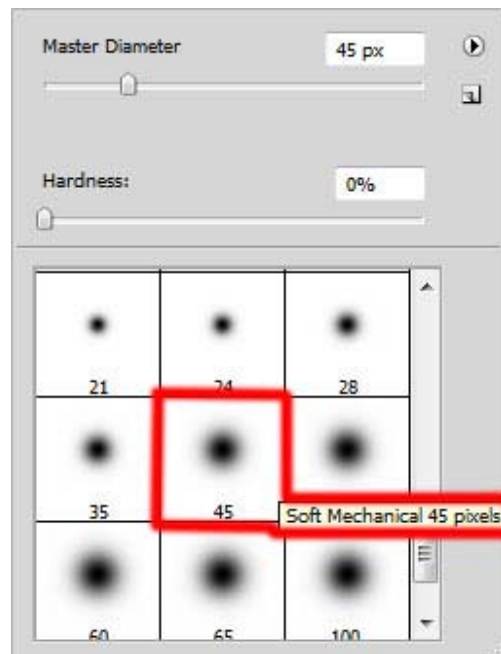 Master Diameter 45 px
Hardness: 0%
21 24 28
35 45
Soft Mechanical 45 pixels
60 65 100